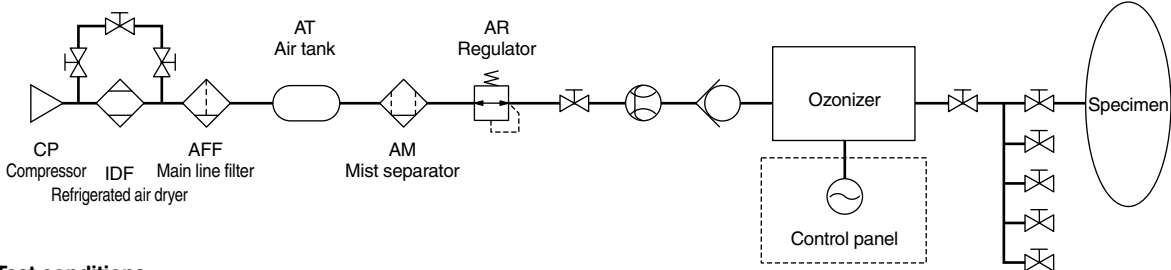 AT
Air tank
AR
Regulator
Ozonizer
Specimen
CP
Compressor
IDF
Refrigerated air dryer
AFF
Main line filter
AM
Mist separator
Control panel